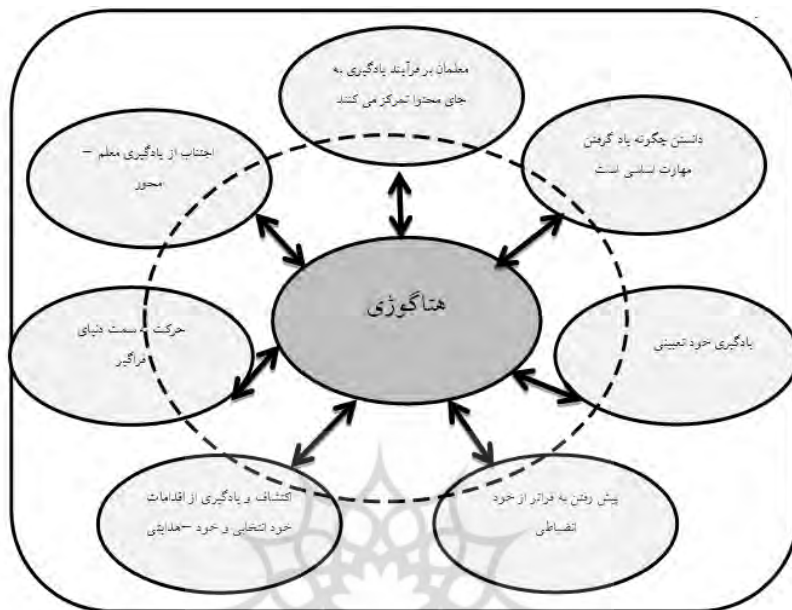 معلمان بر فرآیند یادگیری به
جای محتوا تمرکز می کنند
دانستن چگونه یاد گرفتن
مهارت اساسی است
اجتناب از یادگیری معلم –
محور
هتاگوژی
یادگیری خود تعیینی
حرکت به سمت دنیای
فراگیر
پیش رفتن به فراتر از خود
انضباطی
اکتشاف و یادگیری از اقدامات
خود انتخابی و خود –هدایتی